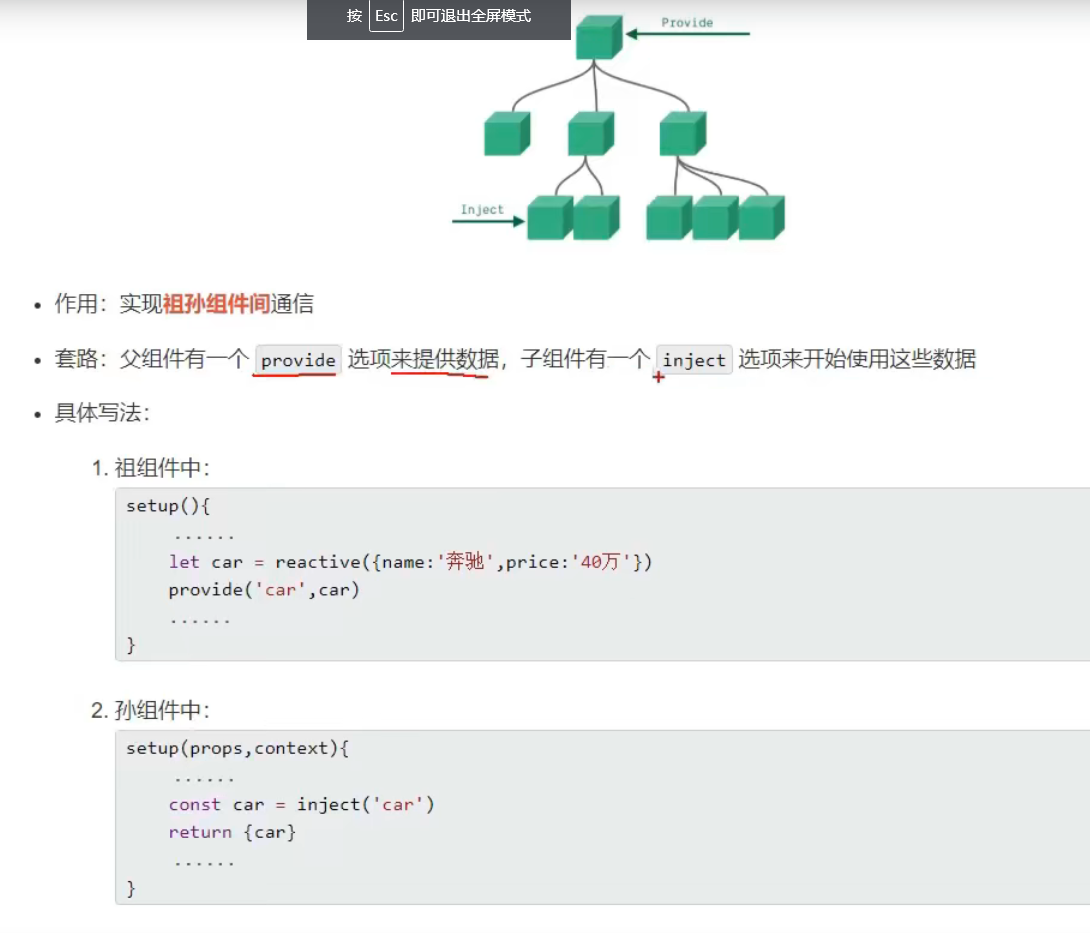 按 Esc 即可退出全屏模式
Provide
Inject
• 作用：实现祖孙组件间通信
• 套路：父组件有一个 provide 选项来提供数据，子组件有一个 inject 选项来开始使用这些数据
• 具体写法：
1. 祖组件中：
setup(){
......
let car = reactive({name:'奔驰',price:'40万'})
provide('car',car)
......
}
2. 孙组件中：
setup(props,context){
......
const car = inject('car')
return {car}
......
}